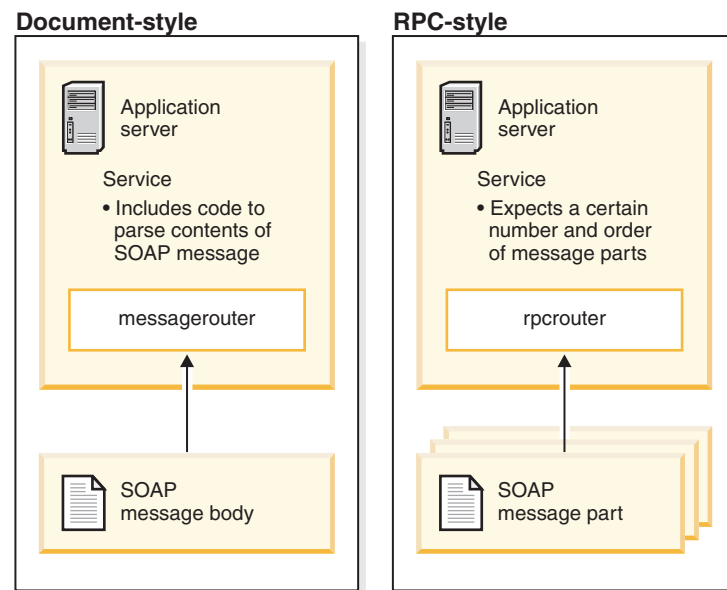 Document-style
Application
server
Service
• Includes code to
parse contents of
SOAP message
messagerouter
SOAP
message body
RPC-style
Application
server
Service
• Expects a certain
number and order
of message parts
rpcrouter
SOAP
message part